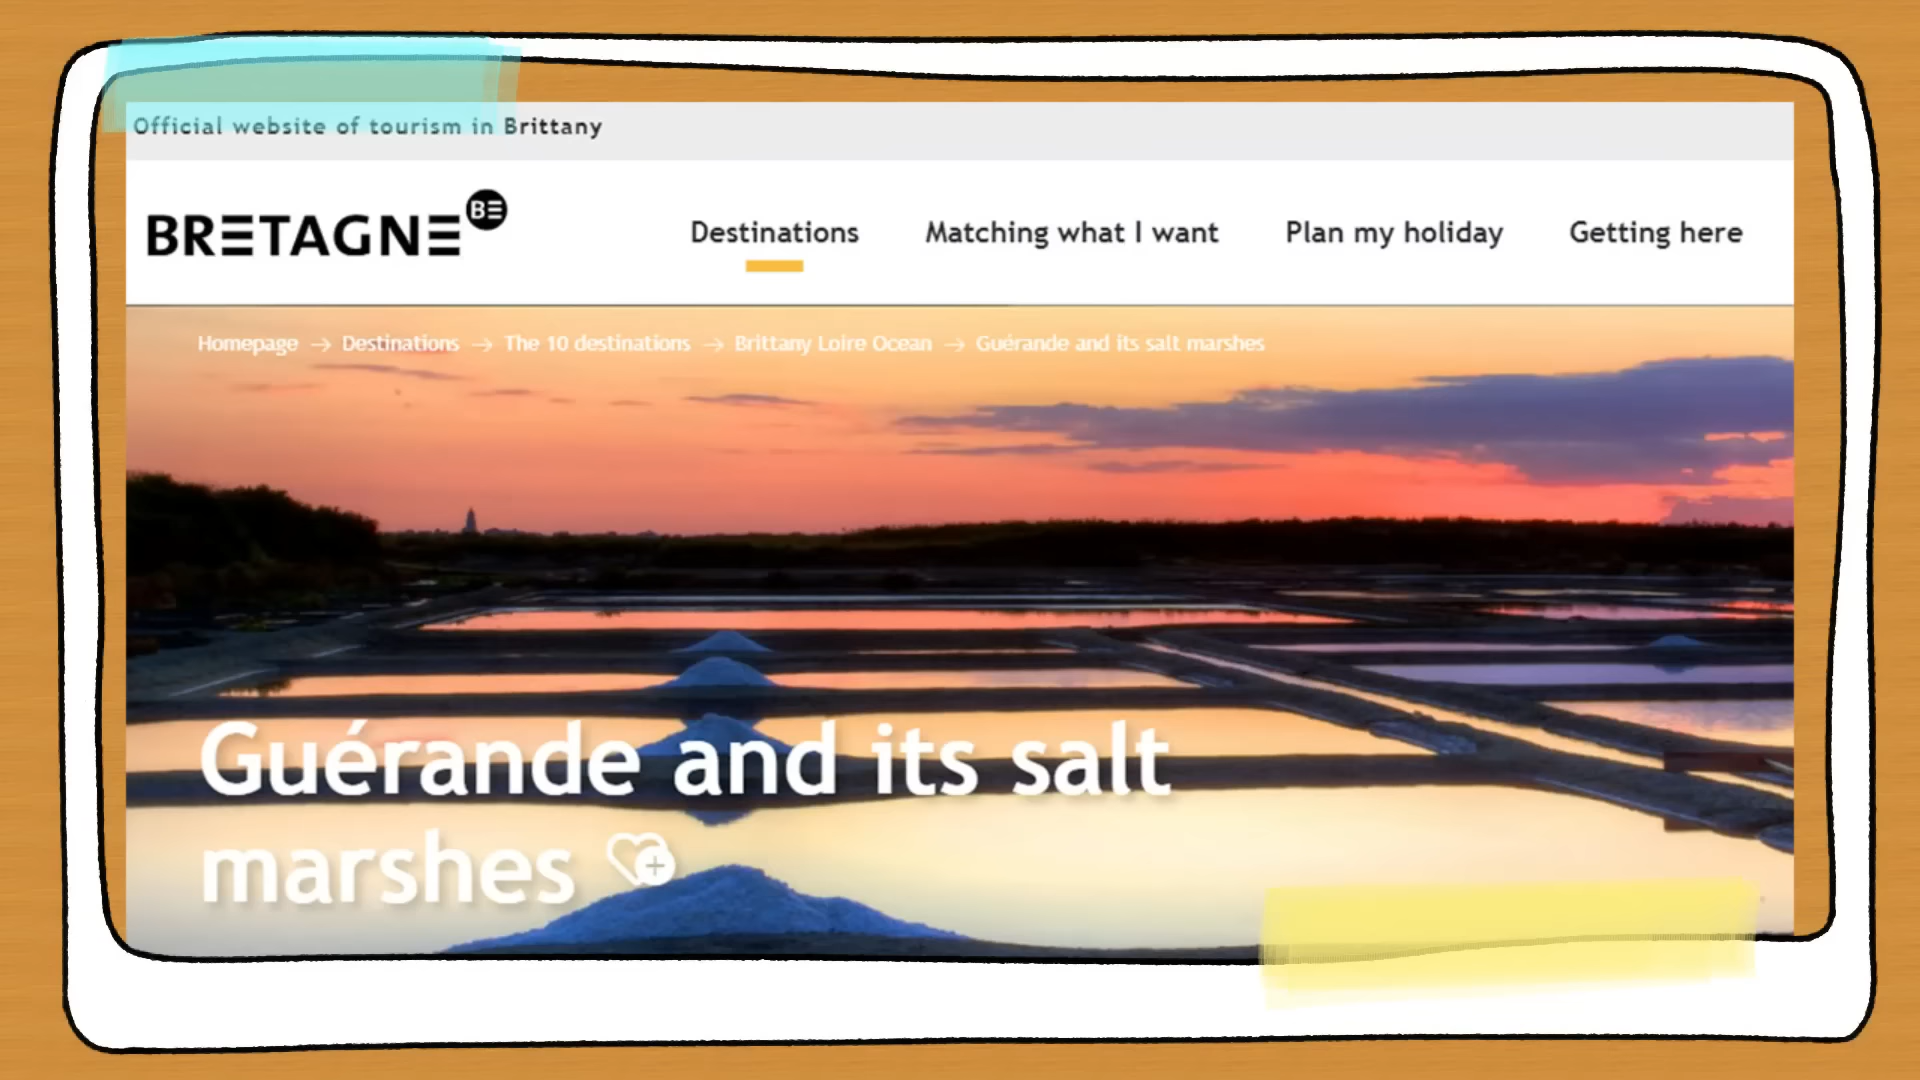 Official website of tourism in Brittany
BRETAGNE BE
Destinations Matching what I want Plan my holiday Getting here
Homepage → Destinations → The 10 destinations → Brittany Loire Ocean → Guérande and its salt marshes
Guérande and its salt
marshes